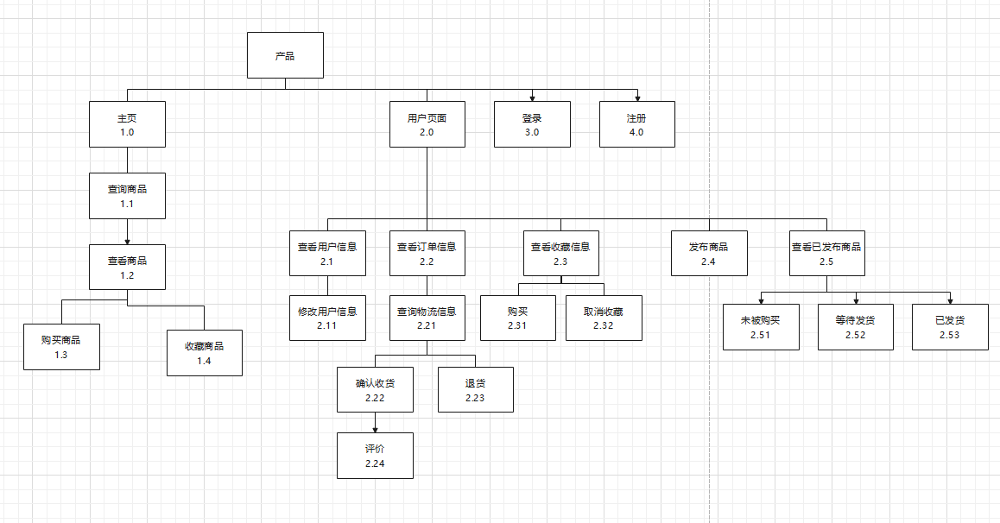 产品
主页
1.0
用户页面
2.0
登录
3.0
注册
4.0
查询商品
1.1
查看商品
1.2
购买商品
1.3
收藏商品
1.4
查看用户信息
2.1
查看订单信息
2.2
查看收藏信息
2.3
发布商品
2.4
查看已发布商品
2.5
修改用户信息
2.11
查询物流信息
2.21
购买
2.31
取消收藏
2.32
未被购买
2.51
等待发货
2.52
已发货
2.53
确认收货
2.22
退货
2.23
评价
2.24